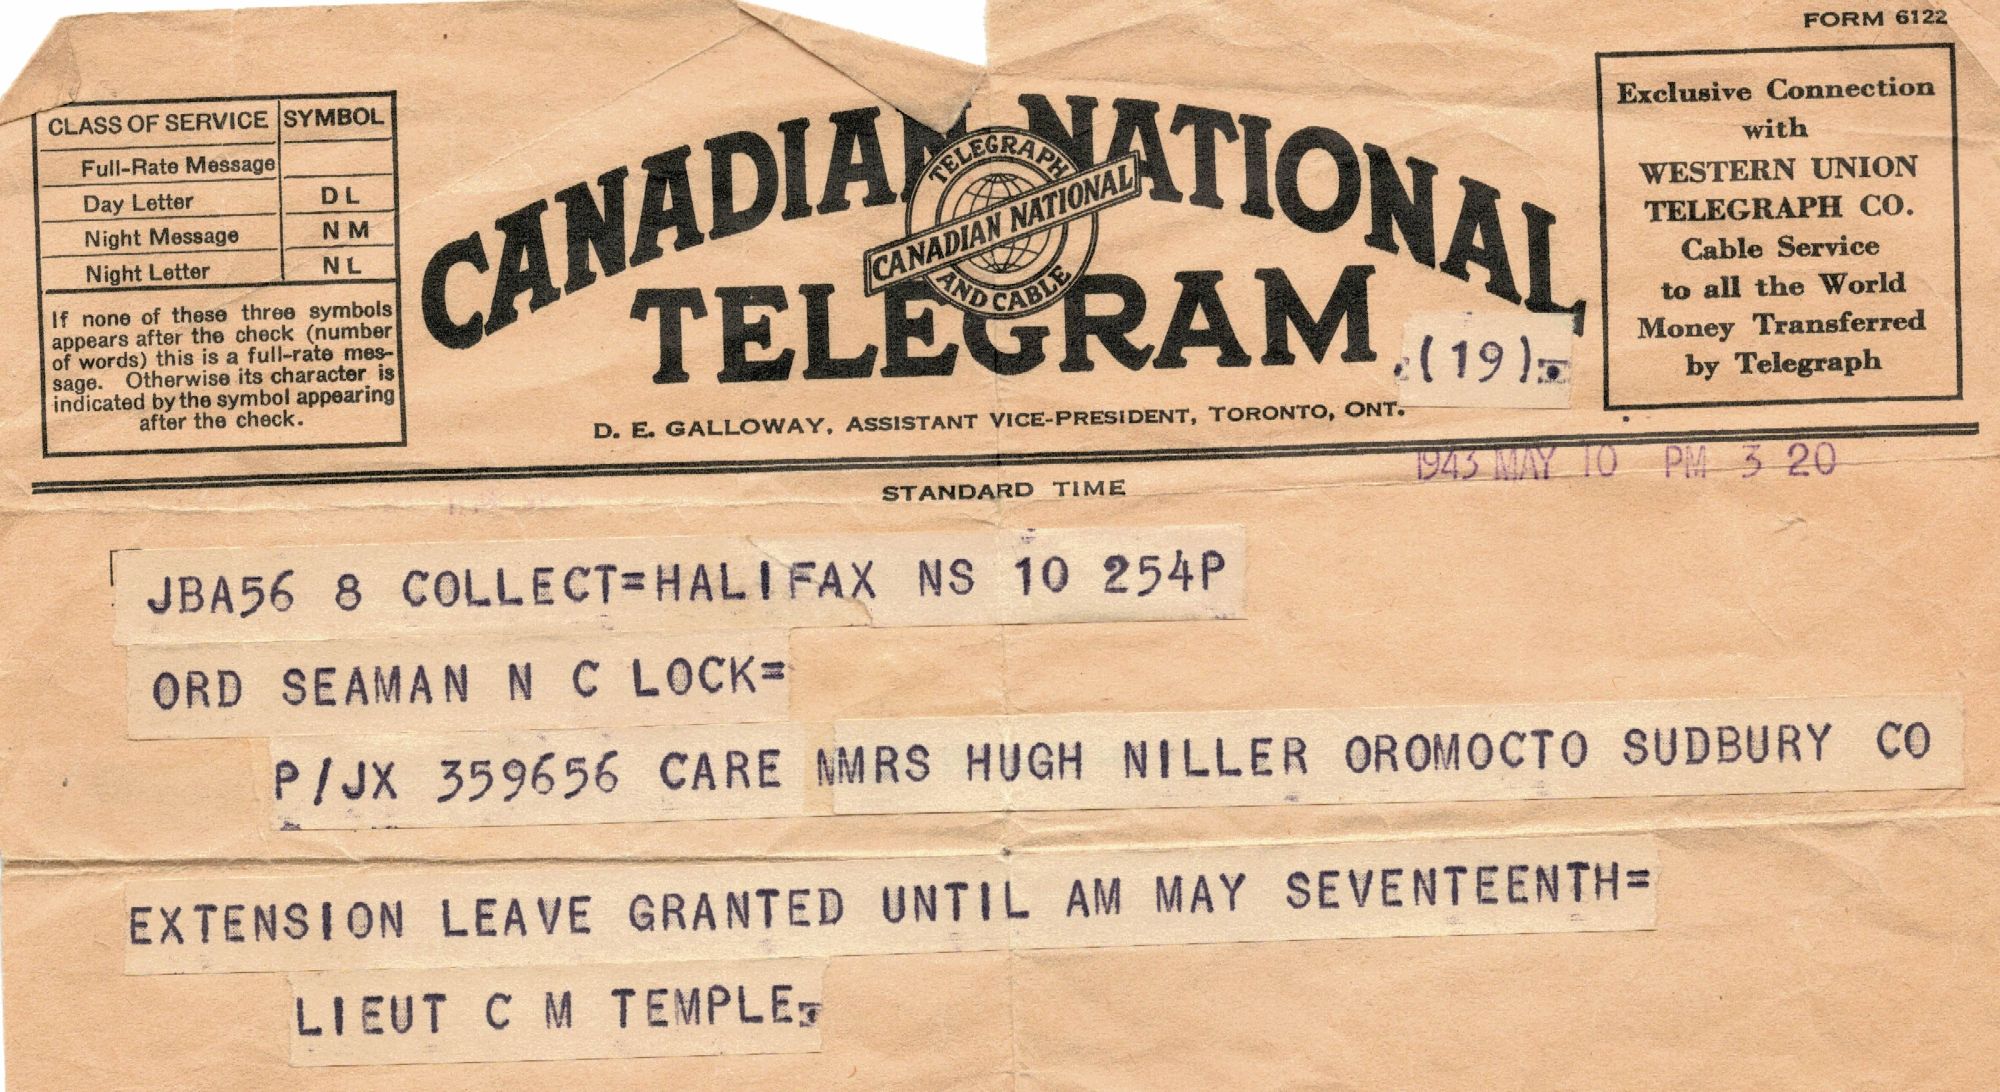 FORM 6122
CLASS OF SERVICE SYMBOL
Full-Rate Message
Day Letter D L
Night Message N M
Night Letter N L
If none of these three symbols
appears after the check (number
of words) this is a full-rate mes-
sage. Otherwise its character is
indicated by the symbol appearing
after the check.
CANADIAN NATIONAL
TELEGRAM
TELEGRAPH
CANADIAN NATIONAL
AND CABLE
(19).
D. E. GALLOWAY, ASSISTANT VICE-PRESIDENT, TORONTO, ONT.
Exclusive Connection
with
WESTERN UNION
TELEGRAPH CO.
Cable Service
to all the World
Money Transferred
by Telegraph
1943 MAY 10 PM 3 20
STANDARD TIME
JBA56 8 COLLECT=HALIFAX NS 10 254P
ORD SEAMAN N C LOCK=
P/JX 359656 CARE MRS HUGH NILLER OROMOCTO SUDBURY CO
EXTENSION LEAVE GRANTED UNTIL AM MAY SEVENTEENTH=
LIEUT C M TEMPLE.